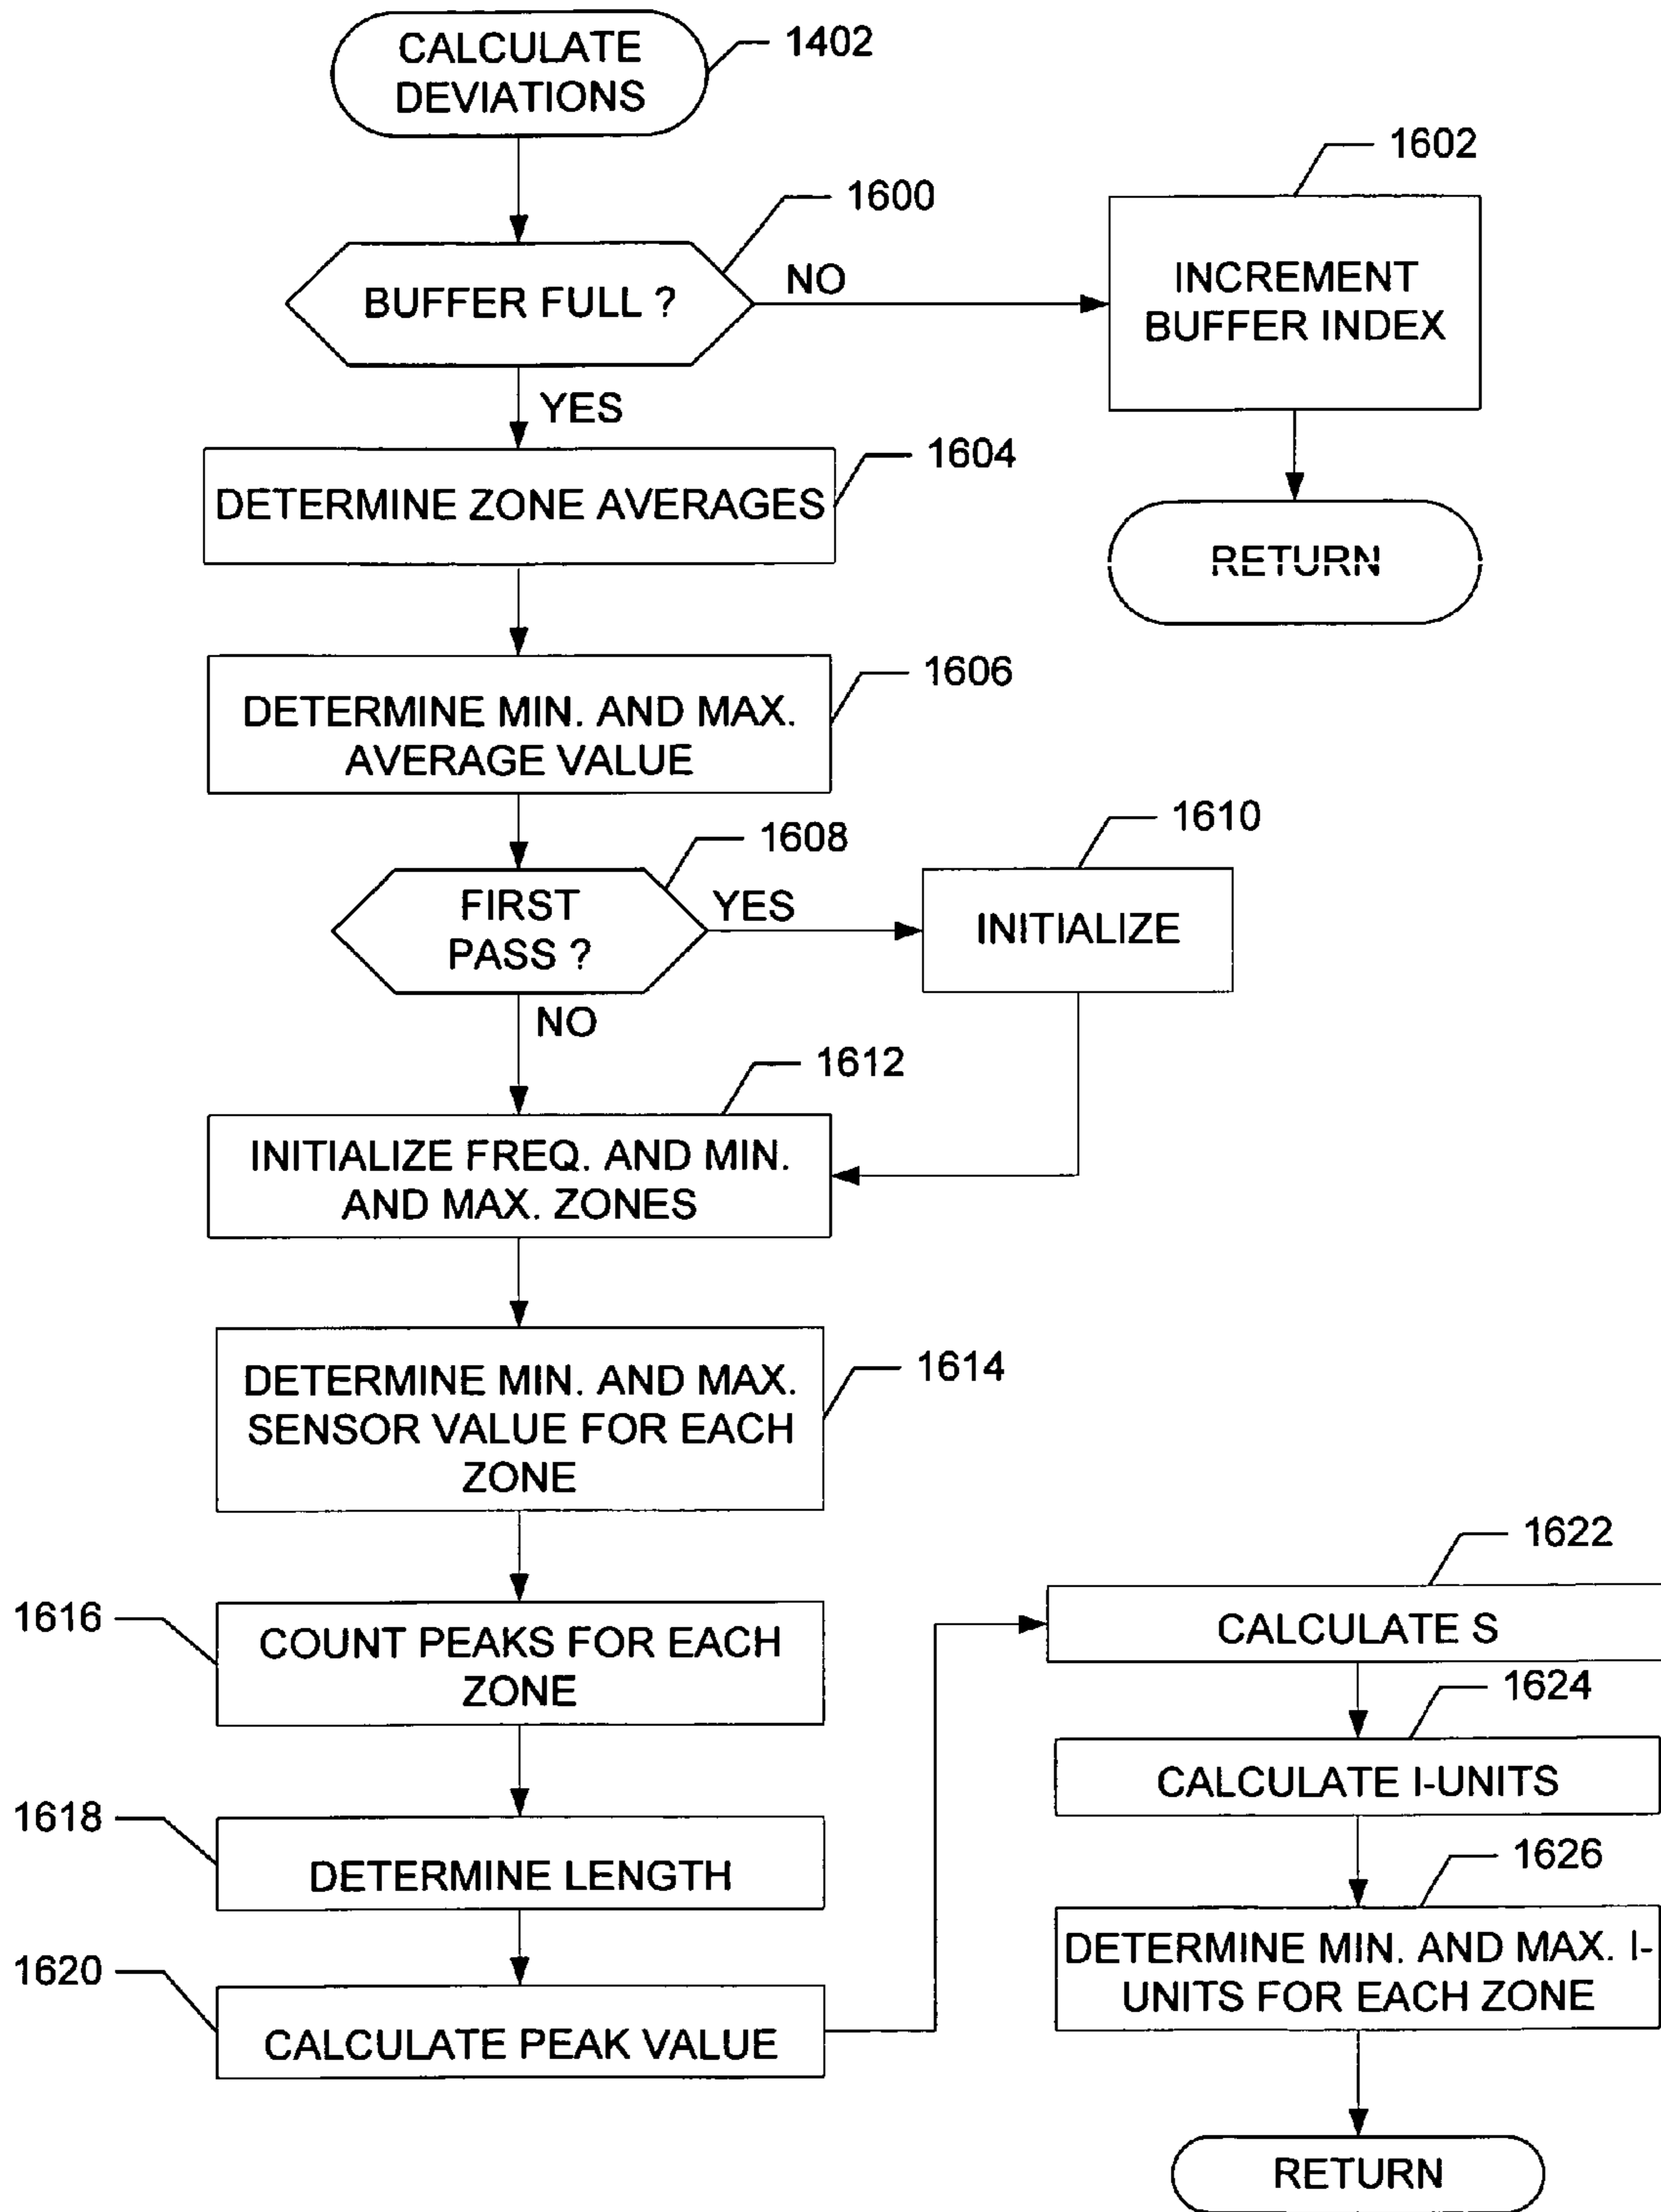 CALCULATE
DEVIATIONS
1402
1600
BUFFER FULL ?
NO
YES
1602
INCREMENT
BUFFER INDEX
RETURN
1604
DETERMINE ZONE AVERAGES
1606
DETERMINE MIN. AND MAX.
AVERAGE VALUE
1608
FIRST
PASS ?
YES
NO
1610
INITIALIZE
1612
INITIALIZE FREQ. AND MIN.
AND MAX. ZONES
1614
DETERMINE MIN. AND MAX.
SENSOR VALUE FOR EACH
ZONE
1616
COUNT PEAKS FOR EACH
ZONE
1618
DETERMINE LENGTH
1620
CALCULATE PEAK VALUE
1622
CALCULATE S
1624
CALCULATE I-UNITS
1626
DETERMINE MIN. AND MAX. I-
UNITS FOR EACH ZONE
RETURN